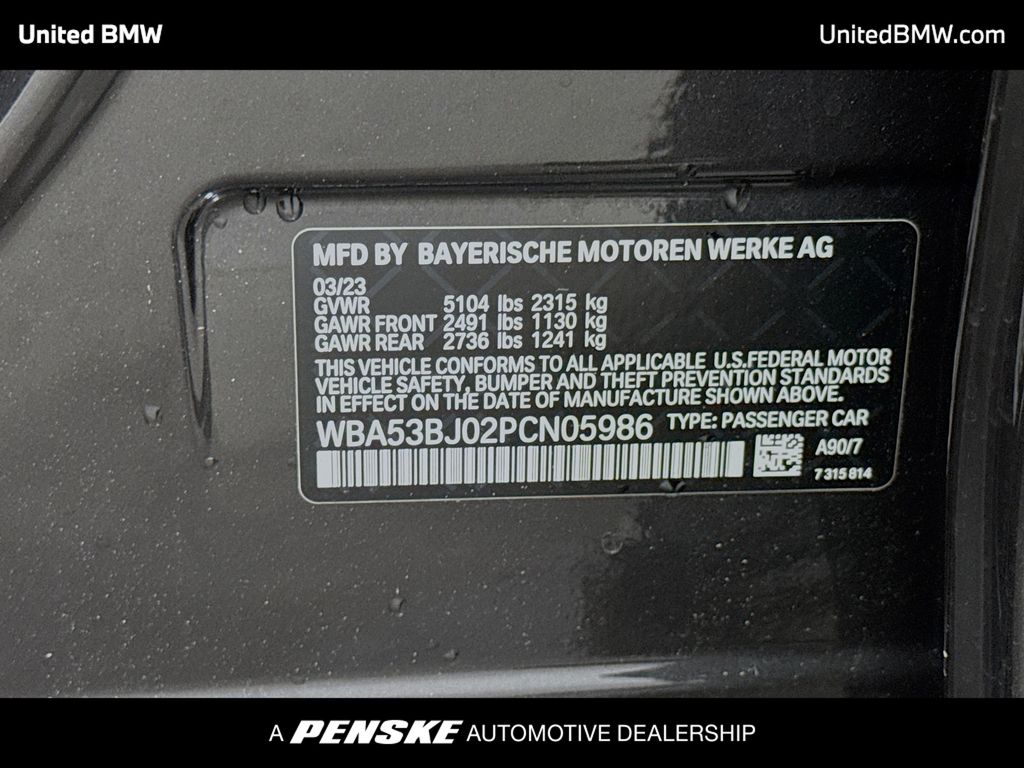 United BMW
UnitedBMW.com
MFD BY BAYERISCHE MOTOREN WERKE AG
03/23
GVWR 5104 lbs 2315 kg
GAWR FRONT 2491 lbs 1130 kg
GAWR REAR 2736 lbs 1241 kg
THIS VEHICLE CONFORMS TO ALL APPLICABLE U.S.FEDERAL MOTOR
VEHICLE SAFETY, BUMPER AND THEFT PREVENTION STANDARDS
IN EFFECT ON THE DATE OF MANUFACTURE SHOWN ABOVE.
WBA53BJ02PCN05986 TYPE: PASSENGER CAR
A90/7
7 315 814
A PENSKE AUTOMOTIVE DEALERSHIP